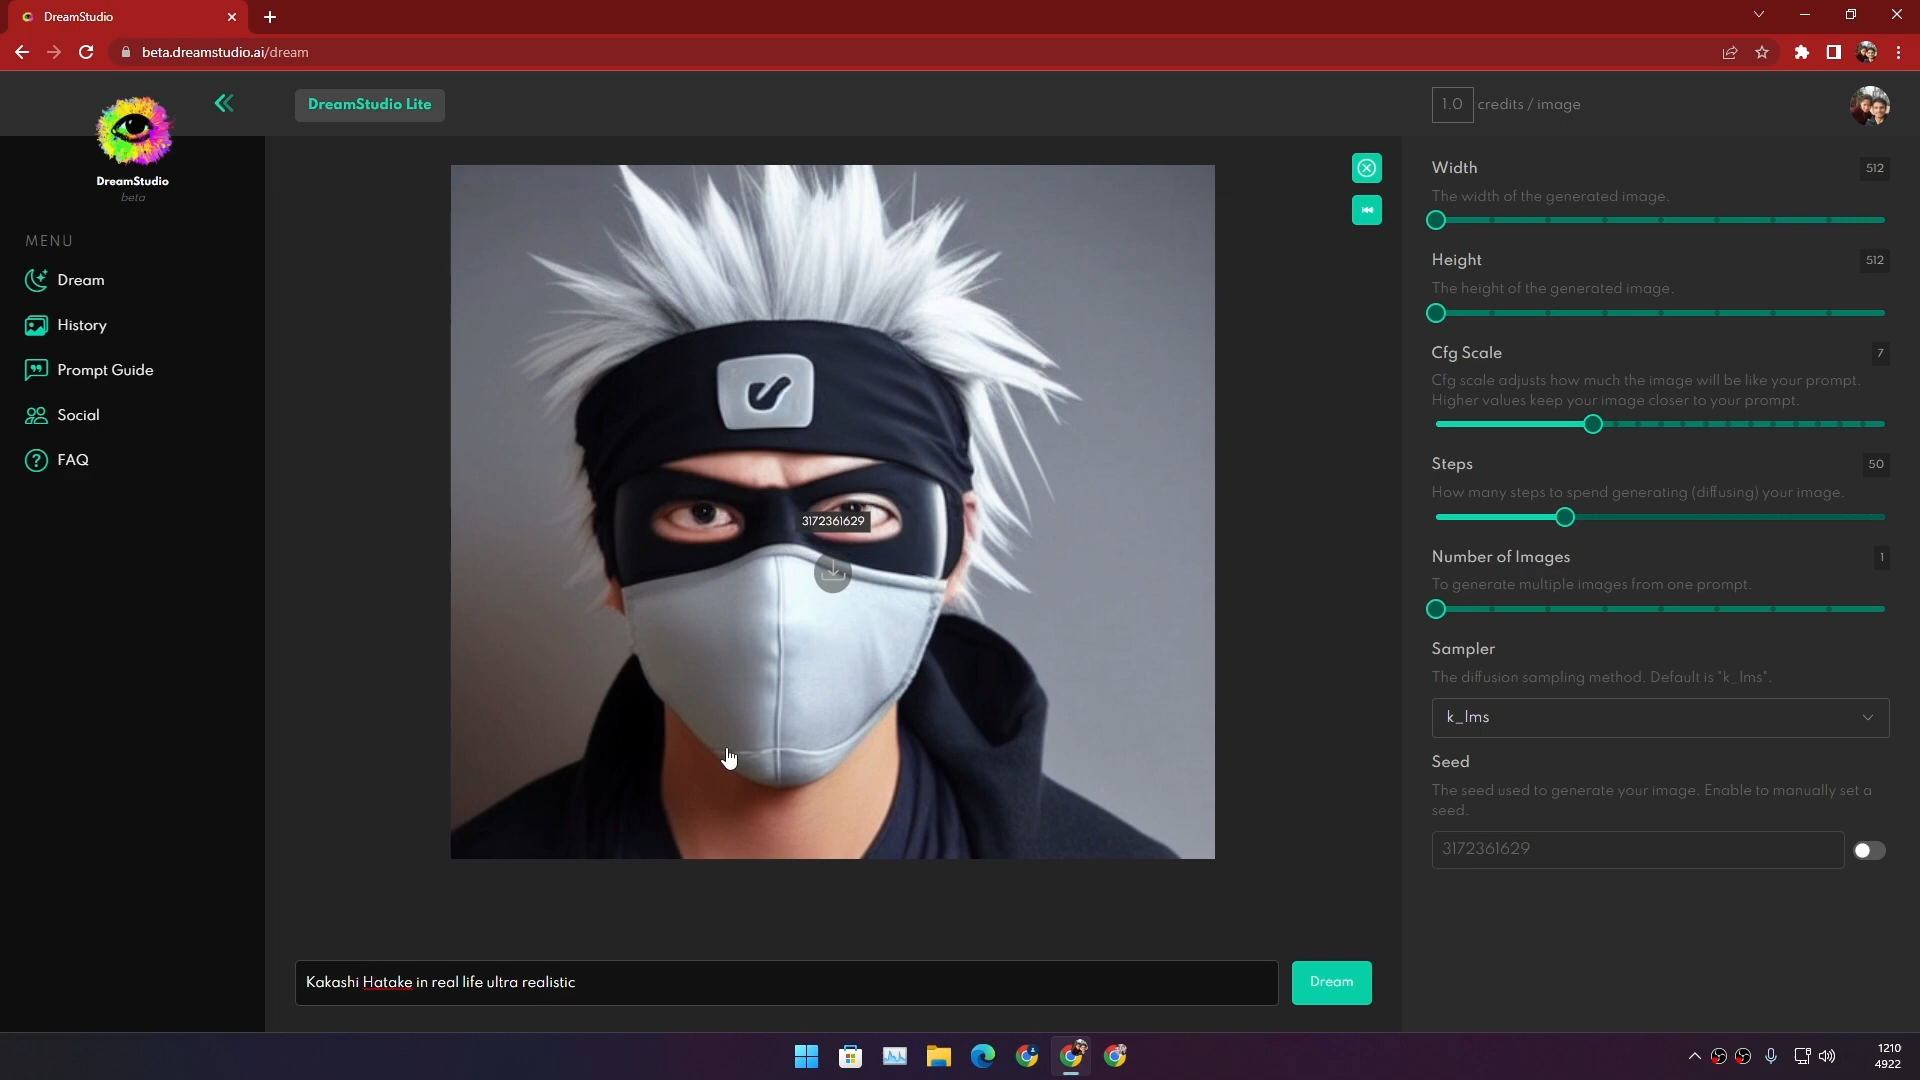 DreamStudio
beta.dreamstudio.ai/dream
DreamStudio
beta
MENU
Dream
History
Prompt Guide
Social
FAQ
DreamStudio Lite
1.0 credits / image
3172361629
Kakashi Hatake in real life ultra realistic
Dream
Width
512
The width of the generated image.
Height
512
The height of the generated image.
Cfg Scale
7
Cfg scale adjusts how much the image will be like your prompt.
Higher values keep your image closer to your prompt.
Steps
50
How many steps to spend generating (diffusing) your image.
Number of Images
1
To generate multiple images from one prompt.
Sampler
The diffusion sampling method. Default is "k_lms".
k_lms
Seed
The seed used to generate your image. Enable to manually set a
seed.
3172361629
1210
4922